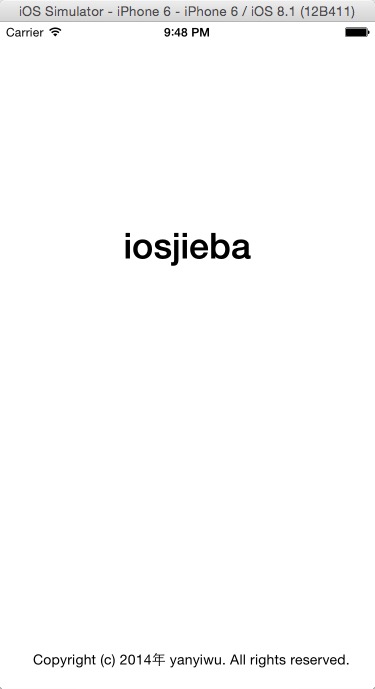 iOS Simulator - iPhone 6 - iPhone 6 / iOS 8.1 (12B411)
Carrier 9:48 PM
iosjieba
Copyright (c) 2014年 yanyiwu. All rights reserved.